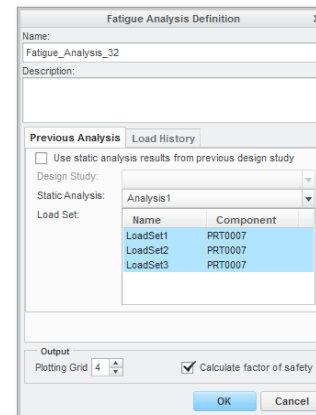 Fatigue Analysis Definition
Name:
Fatigue_Analysis_32
Description:
Previous Analysis Load History
Use static analysis results from previous design study
Design Study:
Static Analysis: Analysis1
Load Set: Name Component
LoadSet1 PRT0007
LoadSet2 PRT0007
LoadSet3 PRT0007
Output
Plotting Grid 4 Calculate factor of safety
OK Cancel